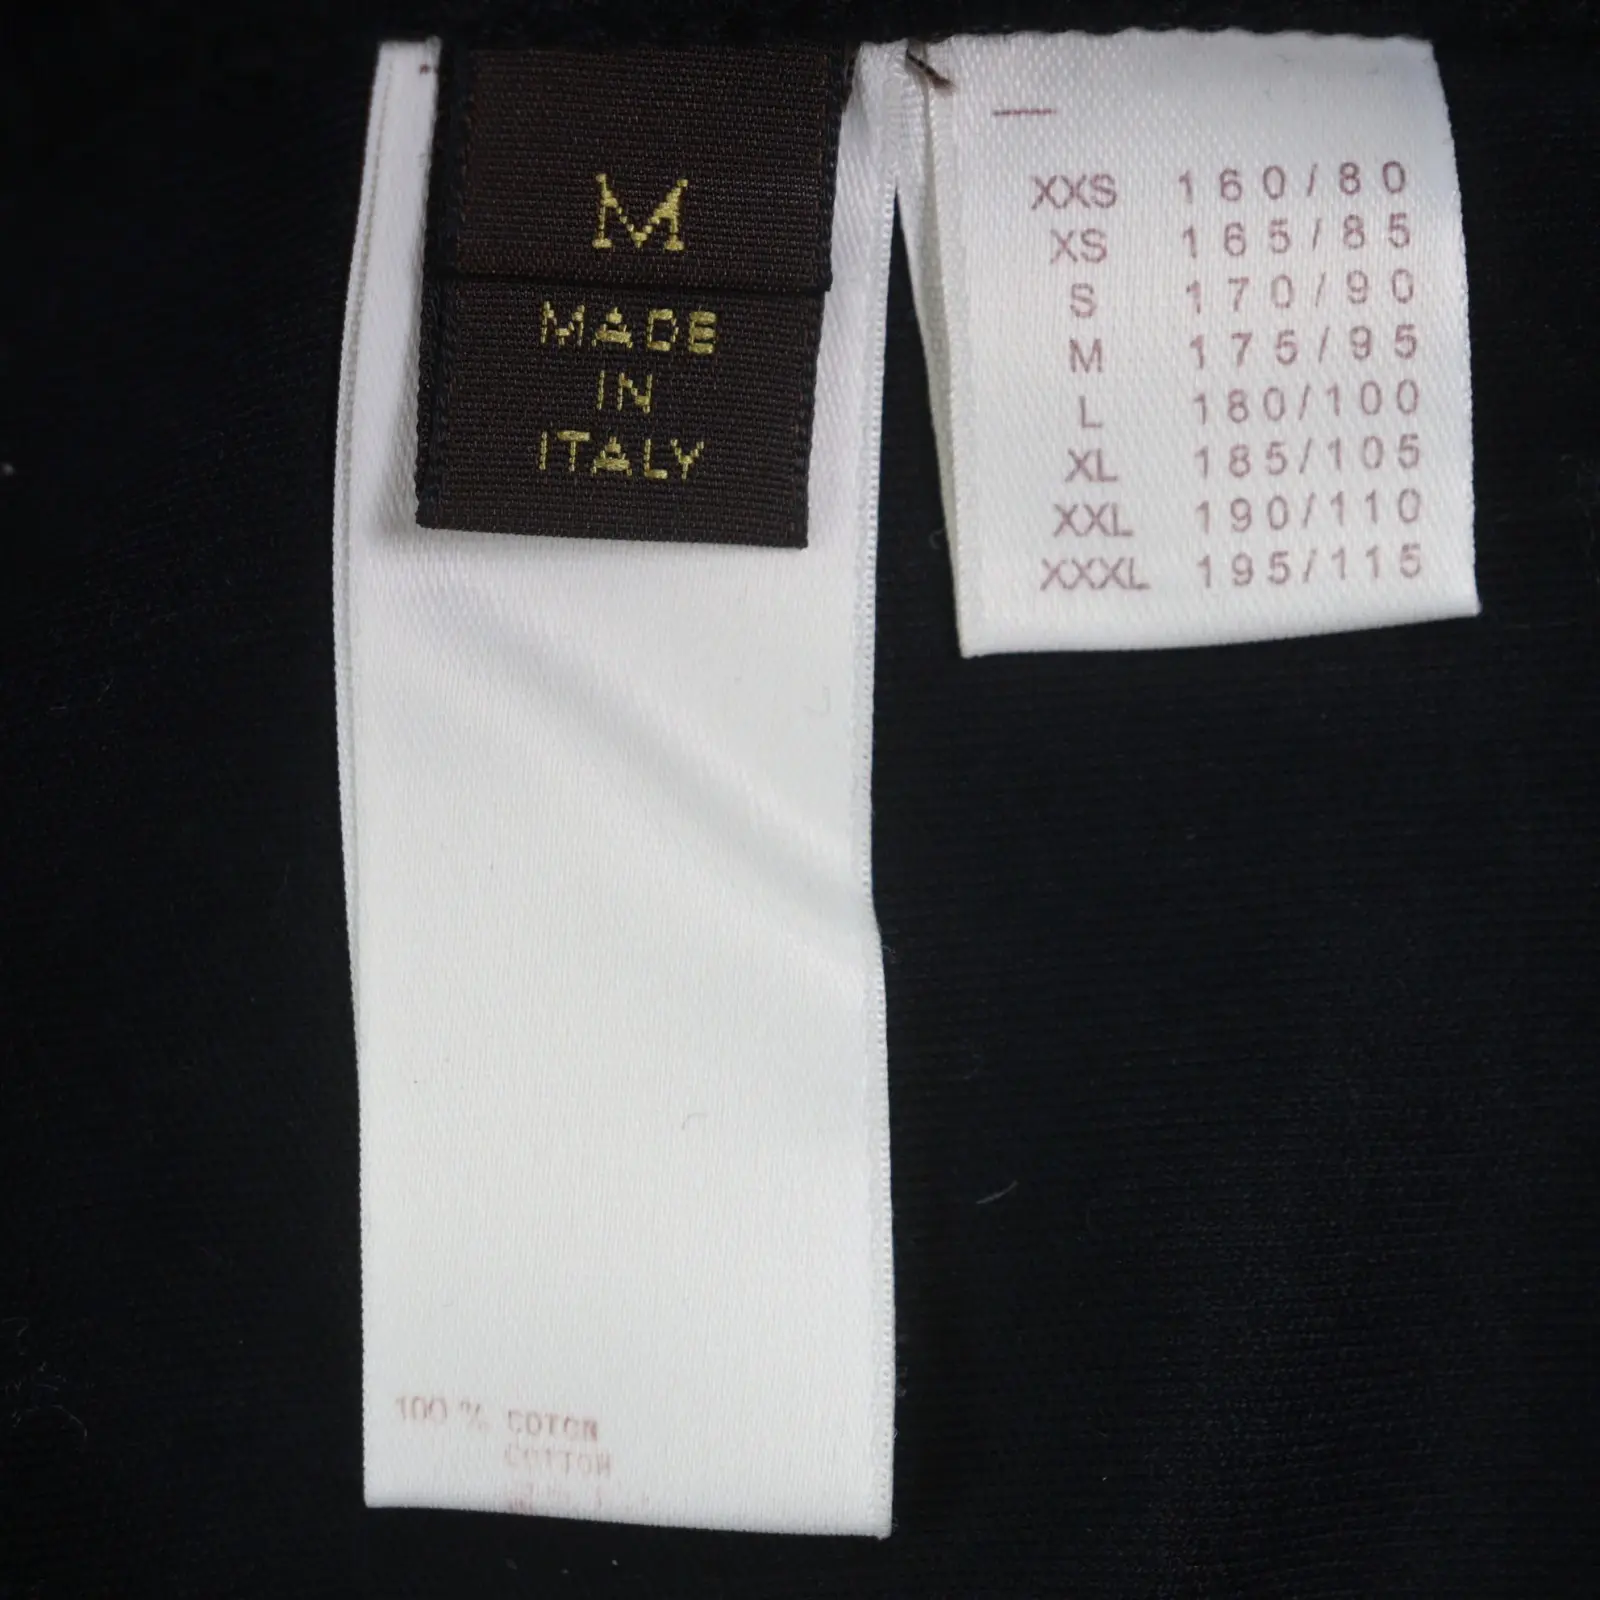 M
MADE
IN
ITALY
XXS 160/80
XS 165/85
S 170/90
M 175/95
L 180/100
XL 185/105
XXL 190/110
XXXL 195/115
100 % COTON
COTTON